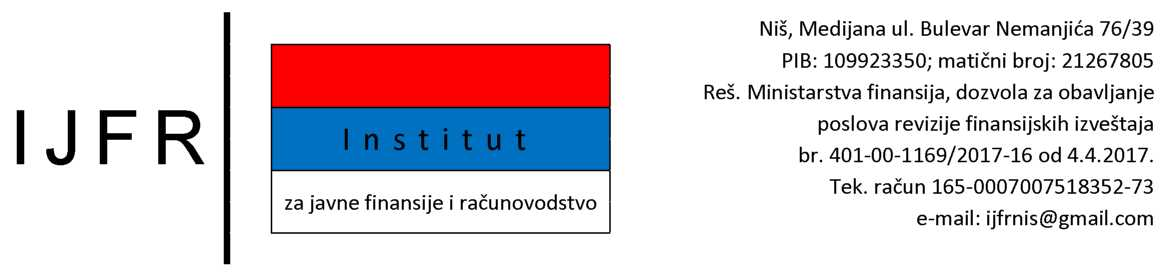 IJFR
Institut
za javne finansije i računovodstvo
Niš, Medijana ul. Bulevar Nemanjića 76/39
PIB: 109923350; matični broj: 21267805
Reš. Ministarstva finansija, dozvola za obavljanje
poslova revizije finansijskih izveštaja
br. 401-00-1169/2017-16 od 4.4.2017.
Tek. račun 165-0007007518352-73
e-mail: ijfrnis@gmail.com